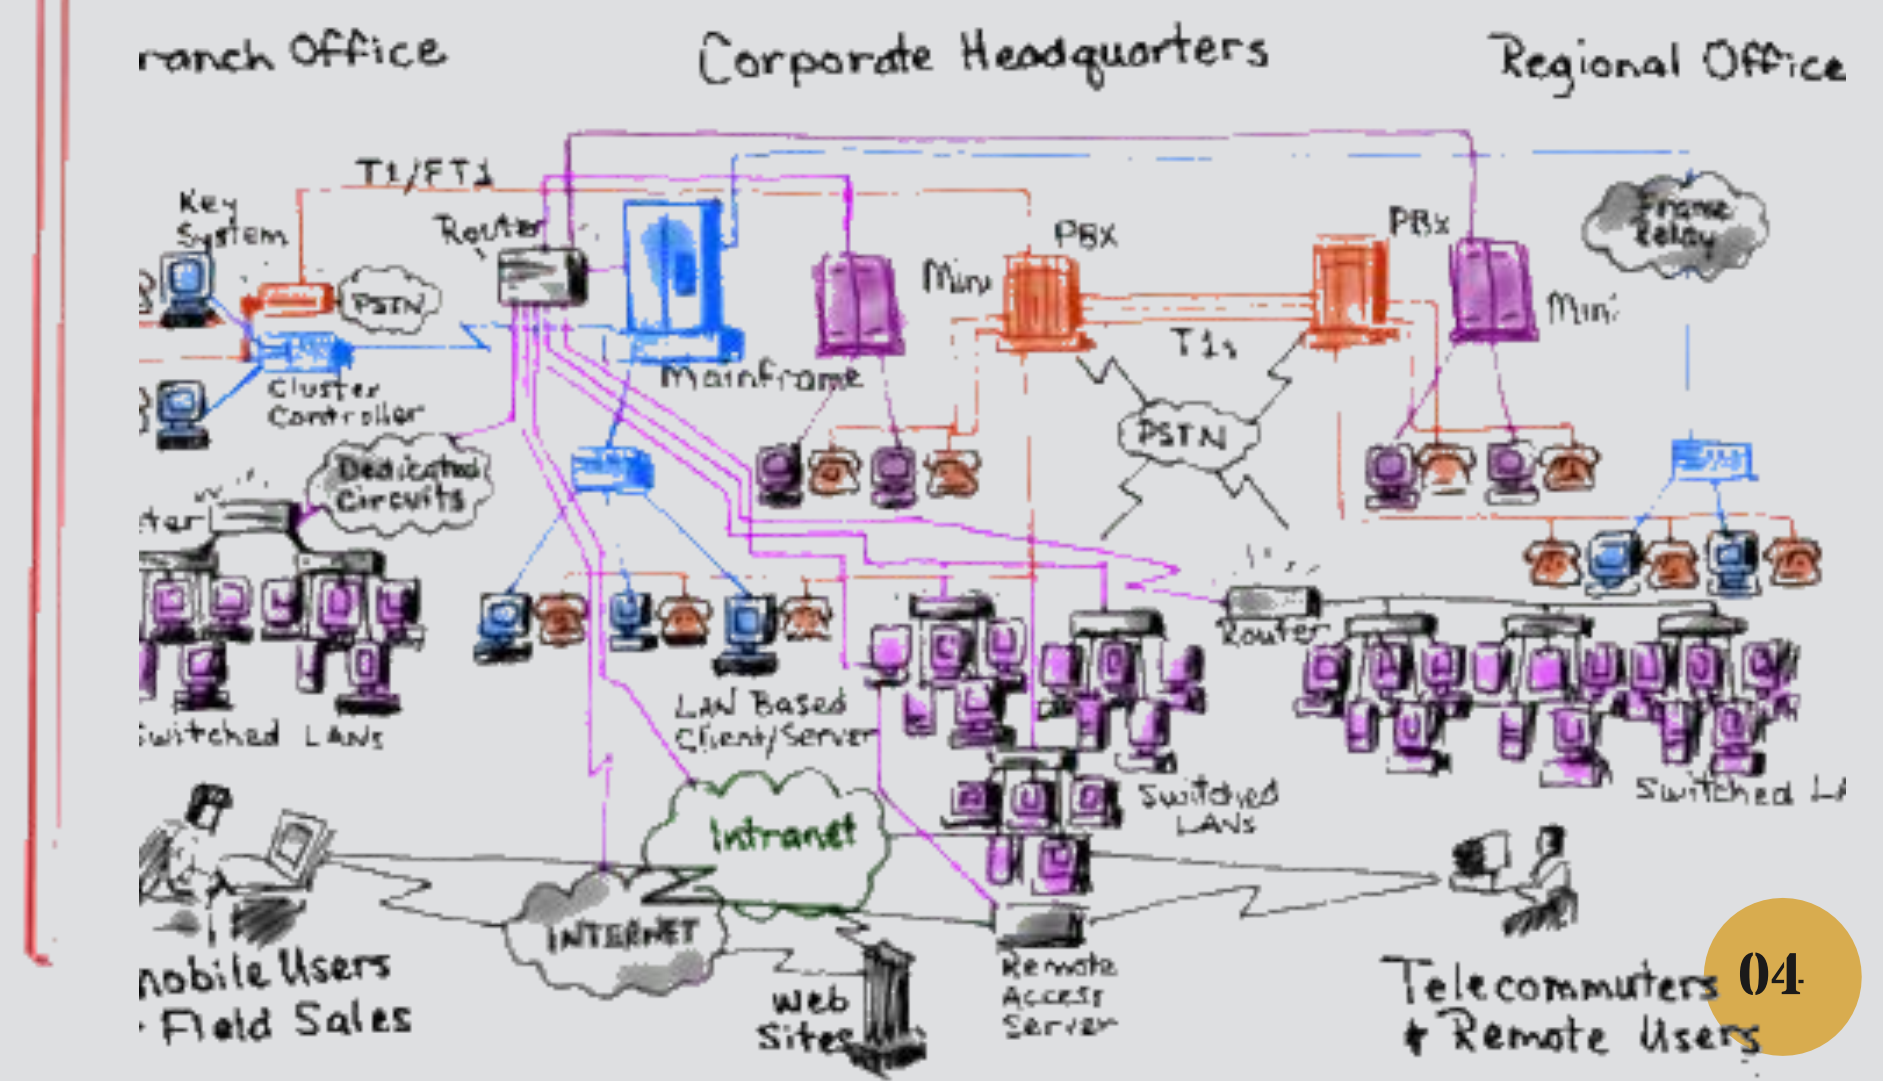 ranch Office
Corporate Headquarters
Regional Office
T1/FT1
Key
System
Router
PBX
PBX
Frame
Relay
PSTN
Mini
Mini
T1s
Mainframe
Cluster
Controller
PSTN
Dedicated
Circuits
ter
Router
LAN Based
Client/Server
Switched LANs
Switched
LANs
Switched LA
Intranet
INTERNET
mobile Users
Field Sales
Web
Sites
Remote
Access
Server
Telecommuters
+ Remote Users
04